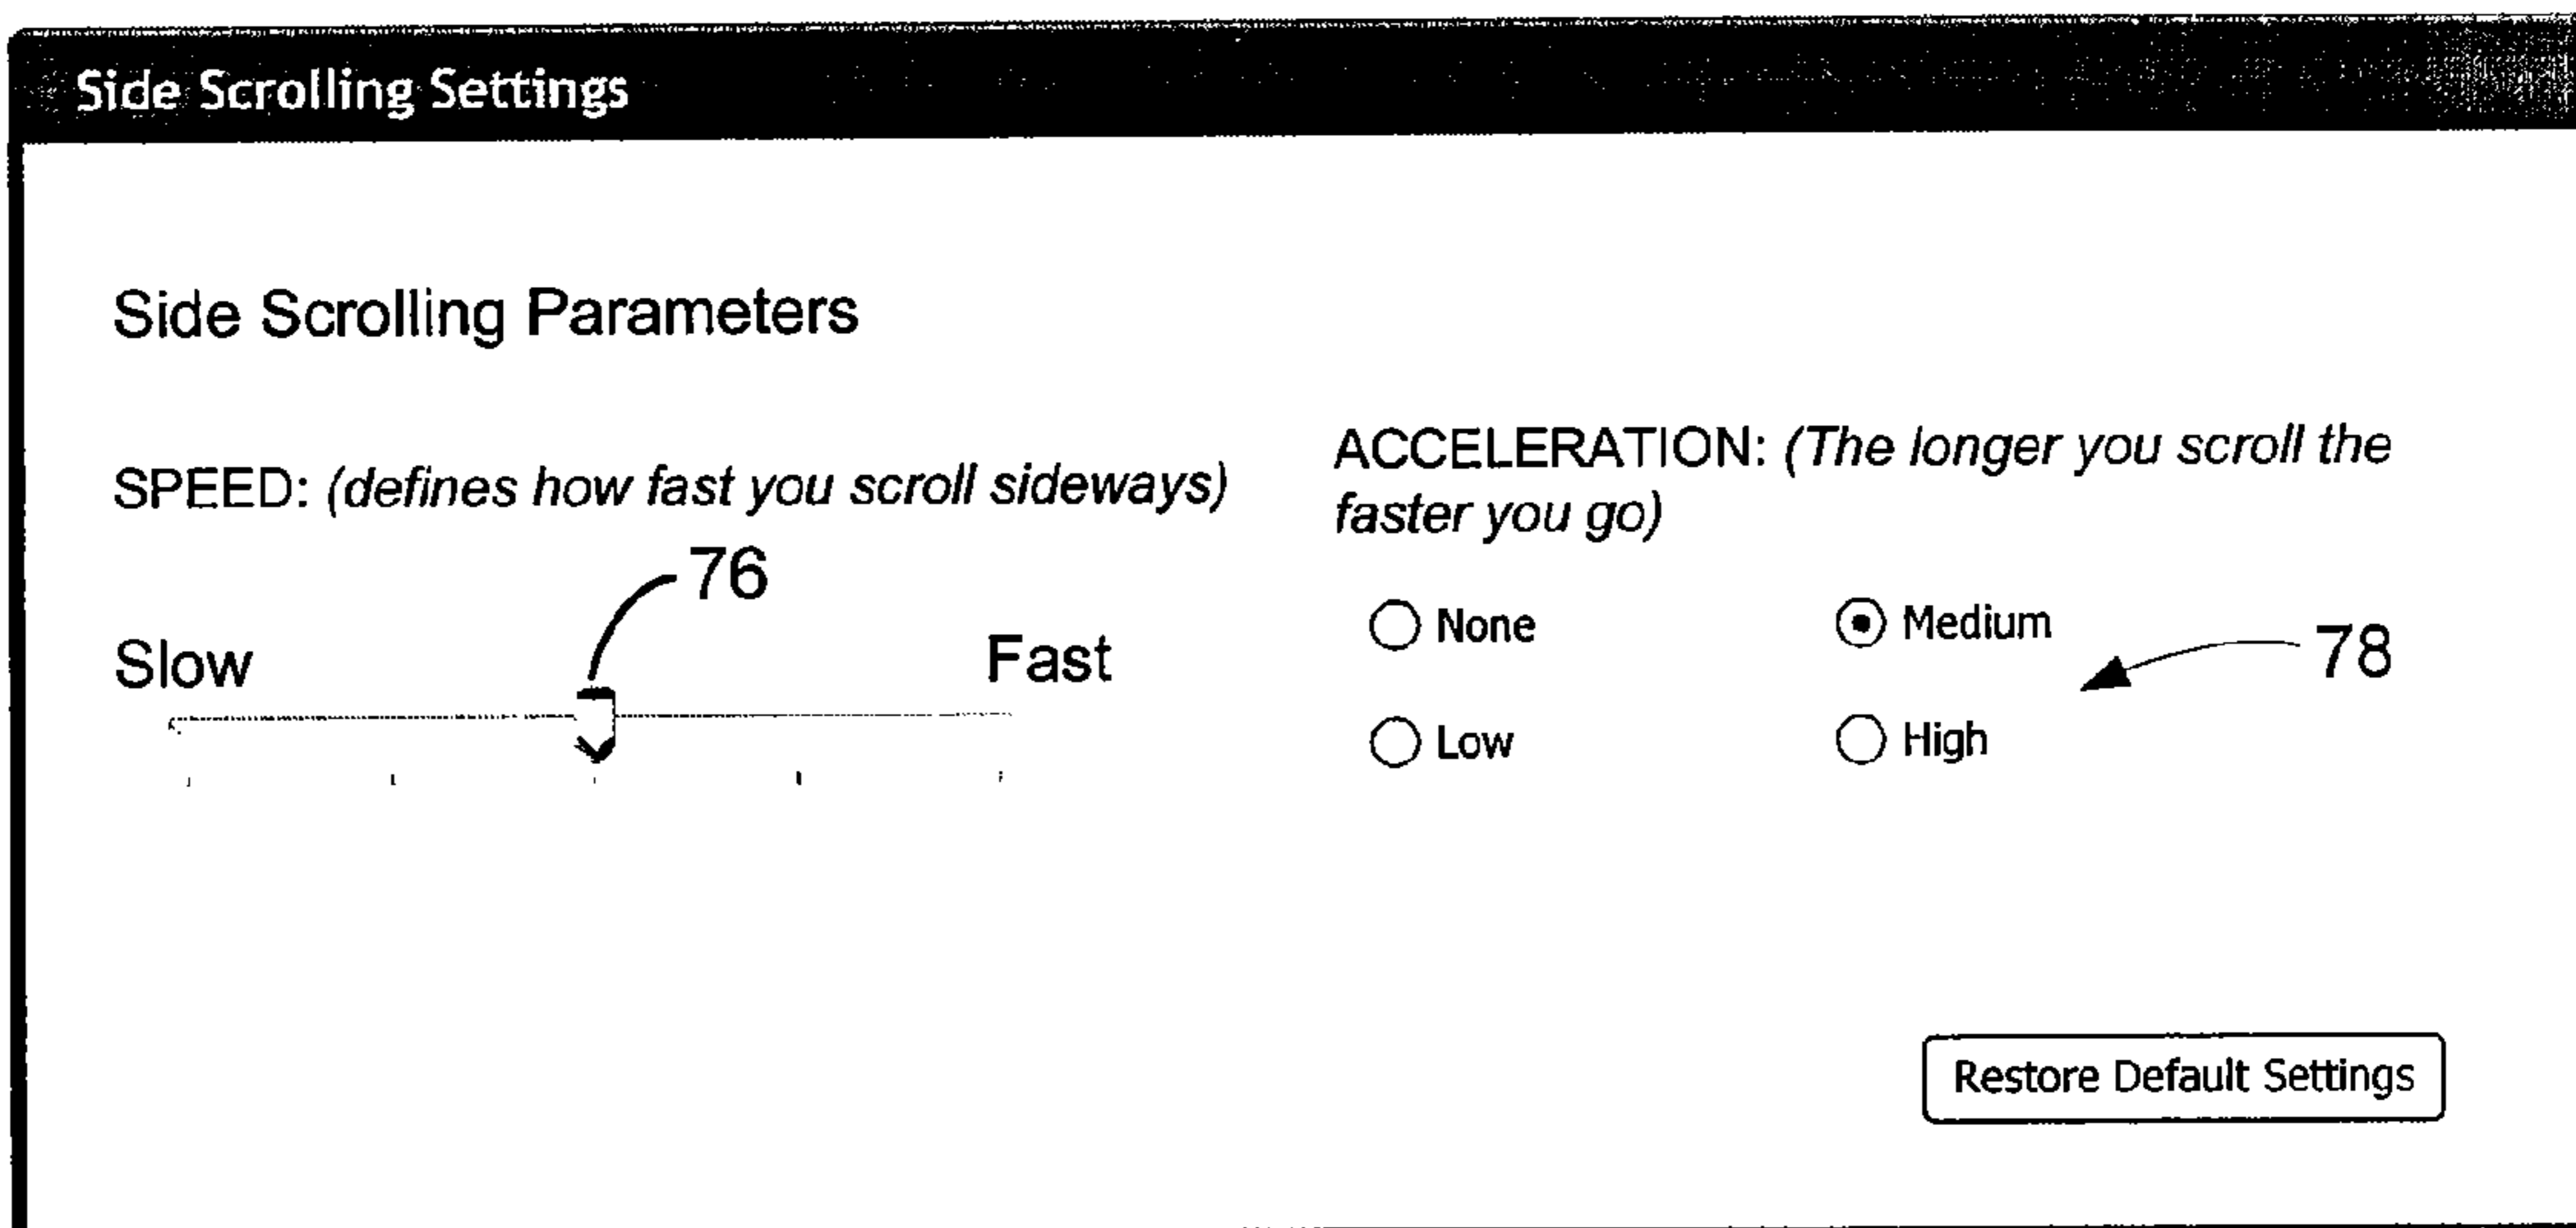 Side Scrolling Settings
Side Scrolling Parameters
SPEED: (defines how fast you scroll sideways)
76
Slow
Fast
ACCELERATION: (The longer you scroll the
faster you go)
None
Medium
78
Low
High
Restore Default Settings